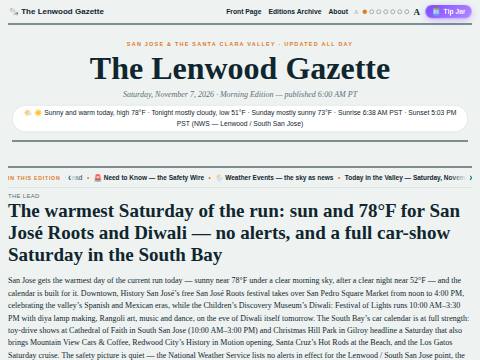 The Lenwood Gazette
Front Page Editions Archive About A A Tip Jar
SAN JOSE & THE SANTA CLARA VALLEY · UPDATED ALL DAY
The Lenwood Gazette
Saturday, November 7, 2026 · Morning Edition — published 6:00 AM PT
Sunny and warm today, high 78°F · Tonight mostly cloudy, low 51°F · Sunday mostly sunny 73°F · Sunrise 6:38 AM PST · Sunset 5:03 PM
PST (NWS — Lenwood / South San Jose)
IN THIS EDITION ‹ead • Need to Know — the Safety Wire • Weather Events — the sky as news • Today in the Valley — Saturday, Novem ›
THE LEAD
The warmest Saturday of the run: sun and 78°F for San
José Roots and Diwali — no alerts, and a full car-show
Saturday in the South Bay
San Jose gets the warmest day of the current run today — sunny near 78°F under a clear morning sky, after a clear night near 52°F — and the
calendar is built for it. Downtown, History San José's free San José Roots festival takes over San Pedro Square Market from noon to 4:00 PM,
celebrating the valley's Spanish and Mexican eras, while the Children's Discovery Museum's Diwali: Festival of Lights runs 10:00 AM–3:30
PM with diya lamp making, Rangoli art, music and dance, on the eve of Diwali itself tomorrow. The South Bay's car calendar is at full strength:
toy-drive shows at Cathedral of Faith in South San Jose (10:00 AM–3:00 PM) and Christmas Hill Park in Gilroy headline a Saturday that also
brings Mountain View Cars & Coffee, Redwood City's History in Motion opening, Santa Cruz's Hot Rods at the Beach, and the Los Gatos
Saturday cruise. The safety picture is quiet — the National Weather Service lists no alerts in effect for the Lenwood / South San Jose point, the